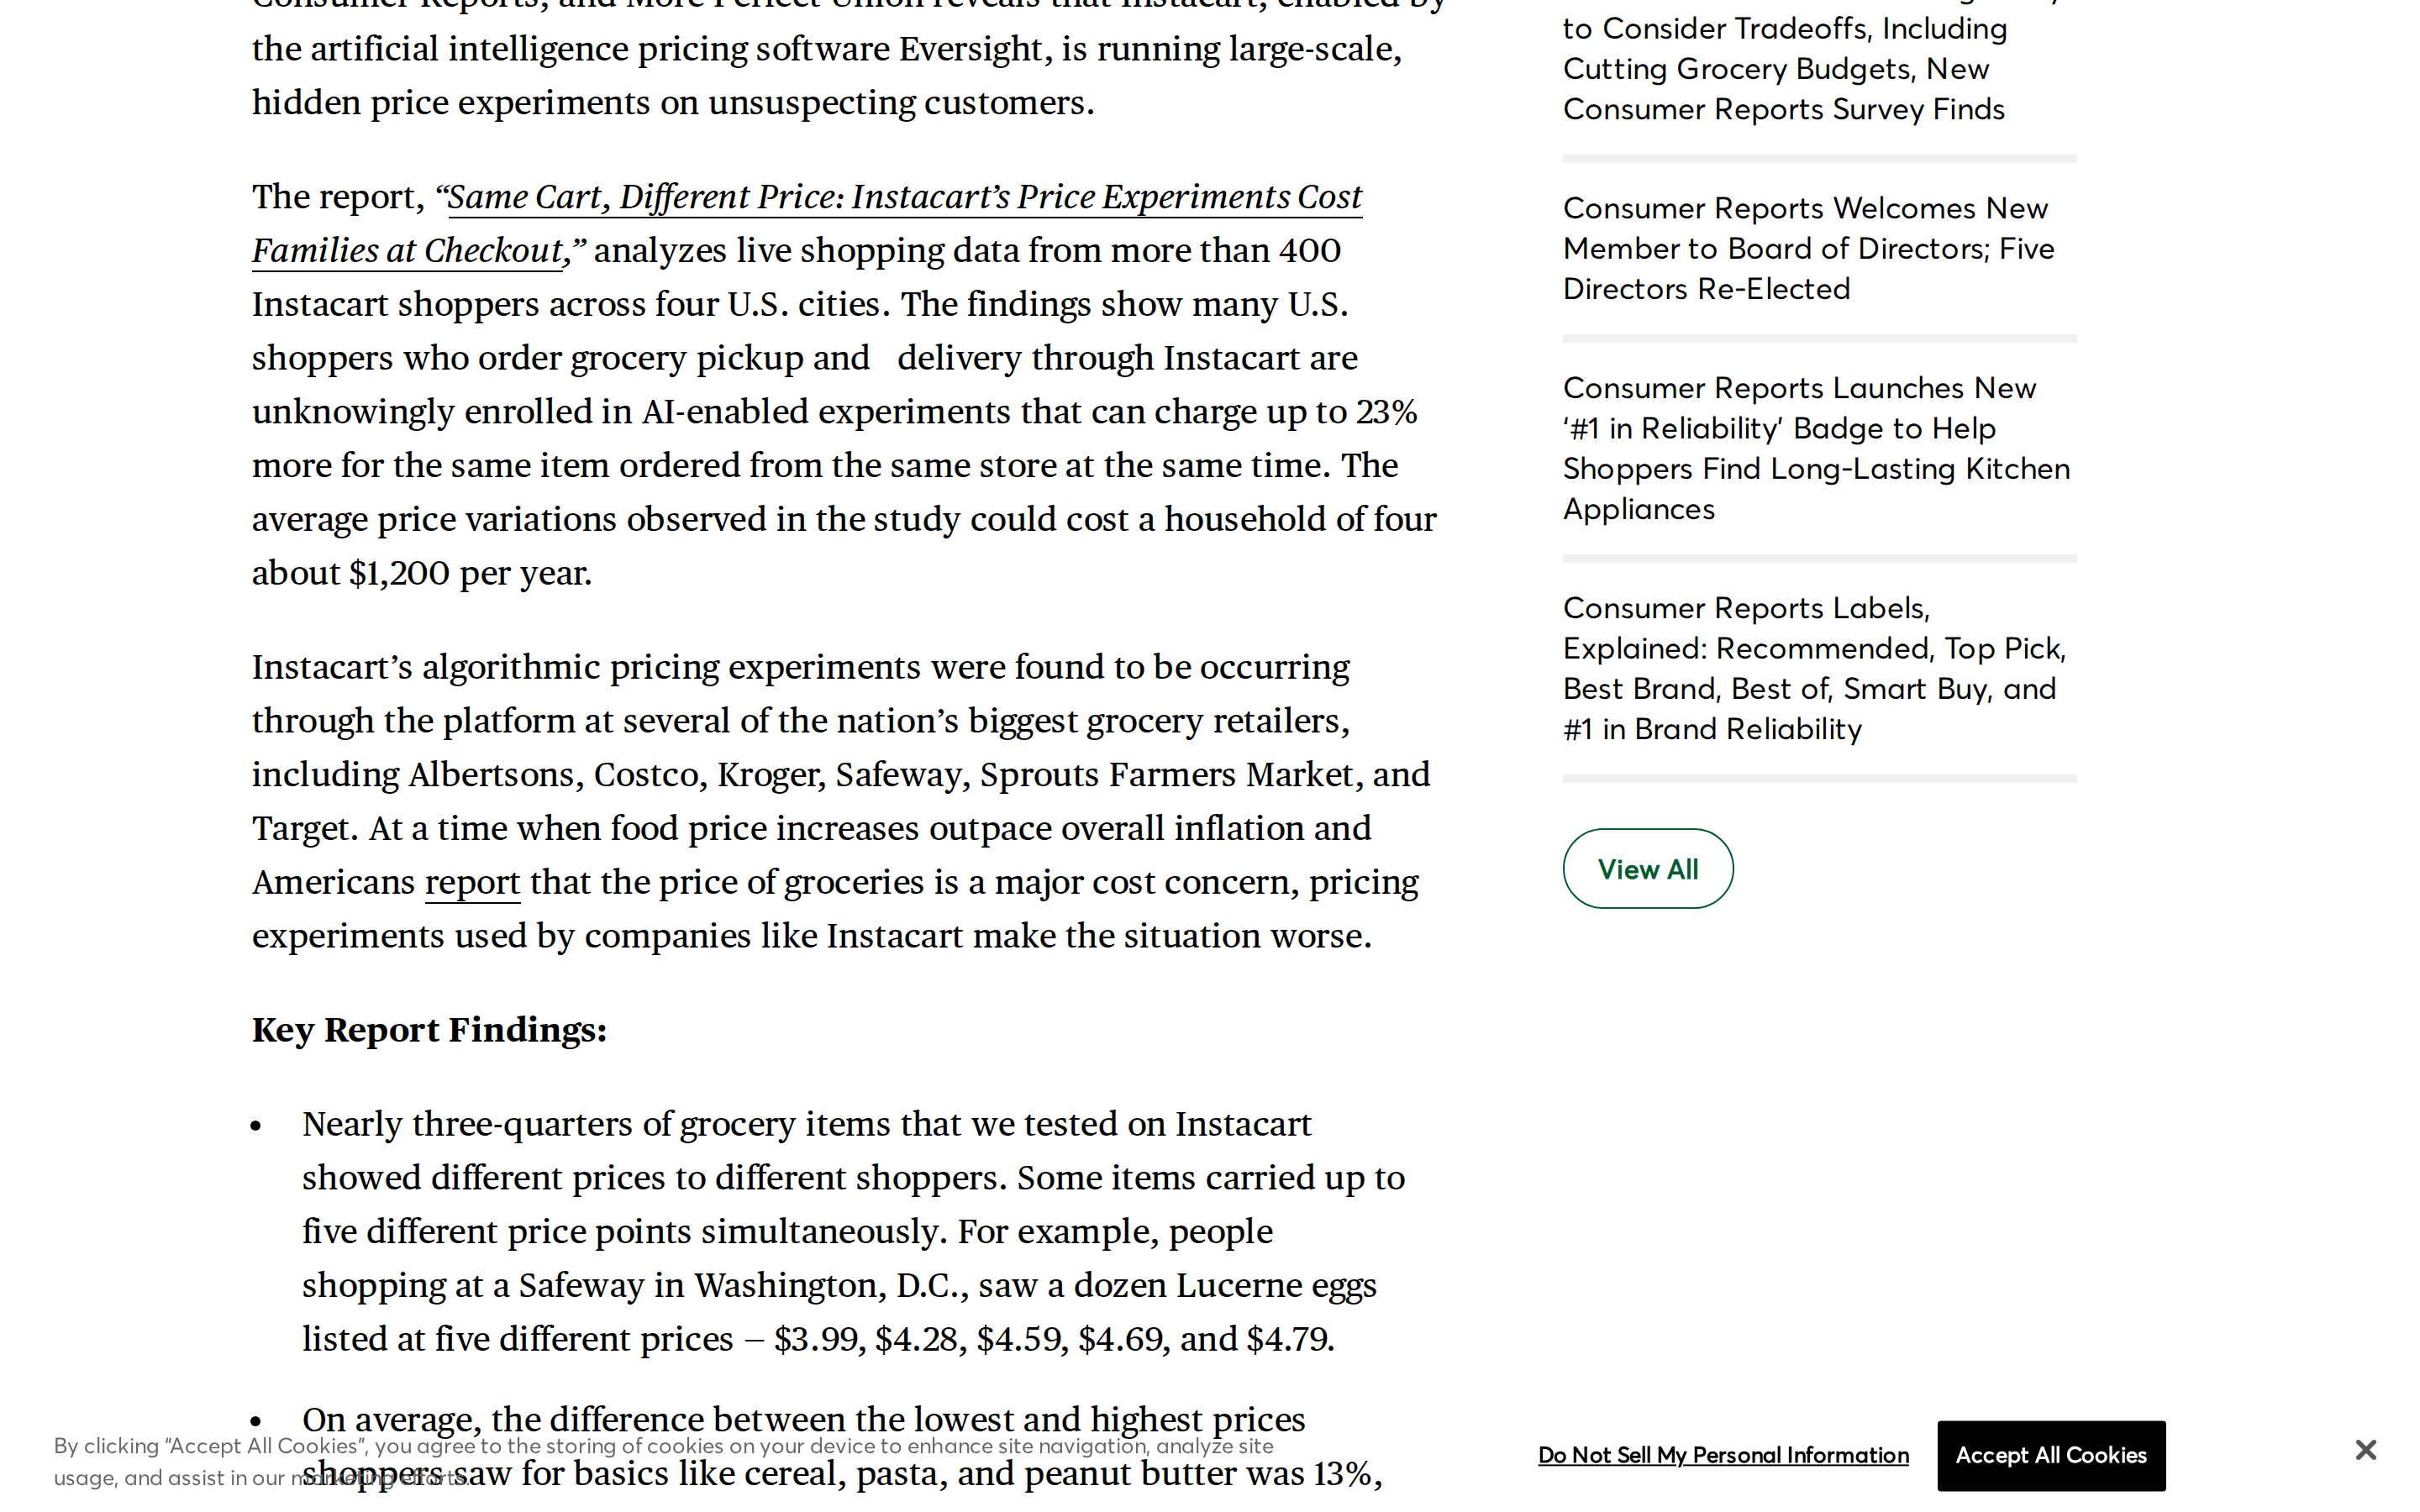 Consumer Reports, and More Perfect Union reveals that Instacart, enabled by
the artificial intelligence pricing software Eversight, is running large-scale,
hidden price experiments on unsuspecting customers.
The report, “Same Cart, Different Price: Instacart’s Price Experiments Cost
Families at Checkout,” analyzes live shopping data from more than 400
Instacart shoppers across four U.S. cities. The findings show many U.S.
shoppers who order grocery pickup and   delivery through Instacart are
unknowingly enrolled in AI-enabled experiments that can charge up to 23%
more for the same item ordered from the same store at the same time. The
average price variations observed in the study could cost a household of four
about $1,200 per year.
Instacart’s algorithmic pricing experiments were found to be occurring
through the platform at several of the nation’s biggest grocery retailers,
including Albertsons, Costco, Kroger, Safeway, Sprouts Farmers Market, and
Target. At a time when food price increases outpace overall inflation and
Americans report that the price of groceries is a major cost concern, pricing
experiments used by companies like Instacart make the situation worse.
Key Report Findings:
• Nearly three-quarters of grocery items that we tested on Instacart
showed different prices to different shoppers. Some items carried up to
five different price points simultaneously. For example, people
shopping at a Safeway in Washington, D.C., saw a dozen Lucerne eggs
listed at five different prices – $3.99, $4.28, $4.59, $4.69, and $4.79.
• On average, the difference between the lowest and highest prices
shoppers saw for basics like cereal, pasta, and peanut butter was 13%,
to Consider Tradeoffs, Including
Cutting Grocery Budgets, New
Consumer Reports Survey Finds
Consumer Reports Welcomes New
Member to Board of Directors; Five
Directors Re-Elected
Consumer Reports Launches New
‘#1 in Reliability’ Badge to Help
Shoppers Find Long-Lasting Kitchen
Appliances
Consumer Reports Labels,
Explained: Recommended, Top Pick,
Best Brand, Best of, Smart Buy, and
#1 in Brand Reliability
View All
By clicking “Accept All Cookies”, you agree to the storing of cookies on your device to enhance site navigation, analyze site
usage, and assist in our marketing efforts.
Do Not Sell My Personal Information
Accept All Cookies